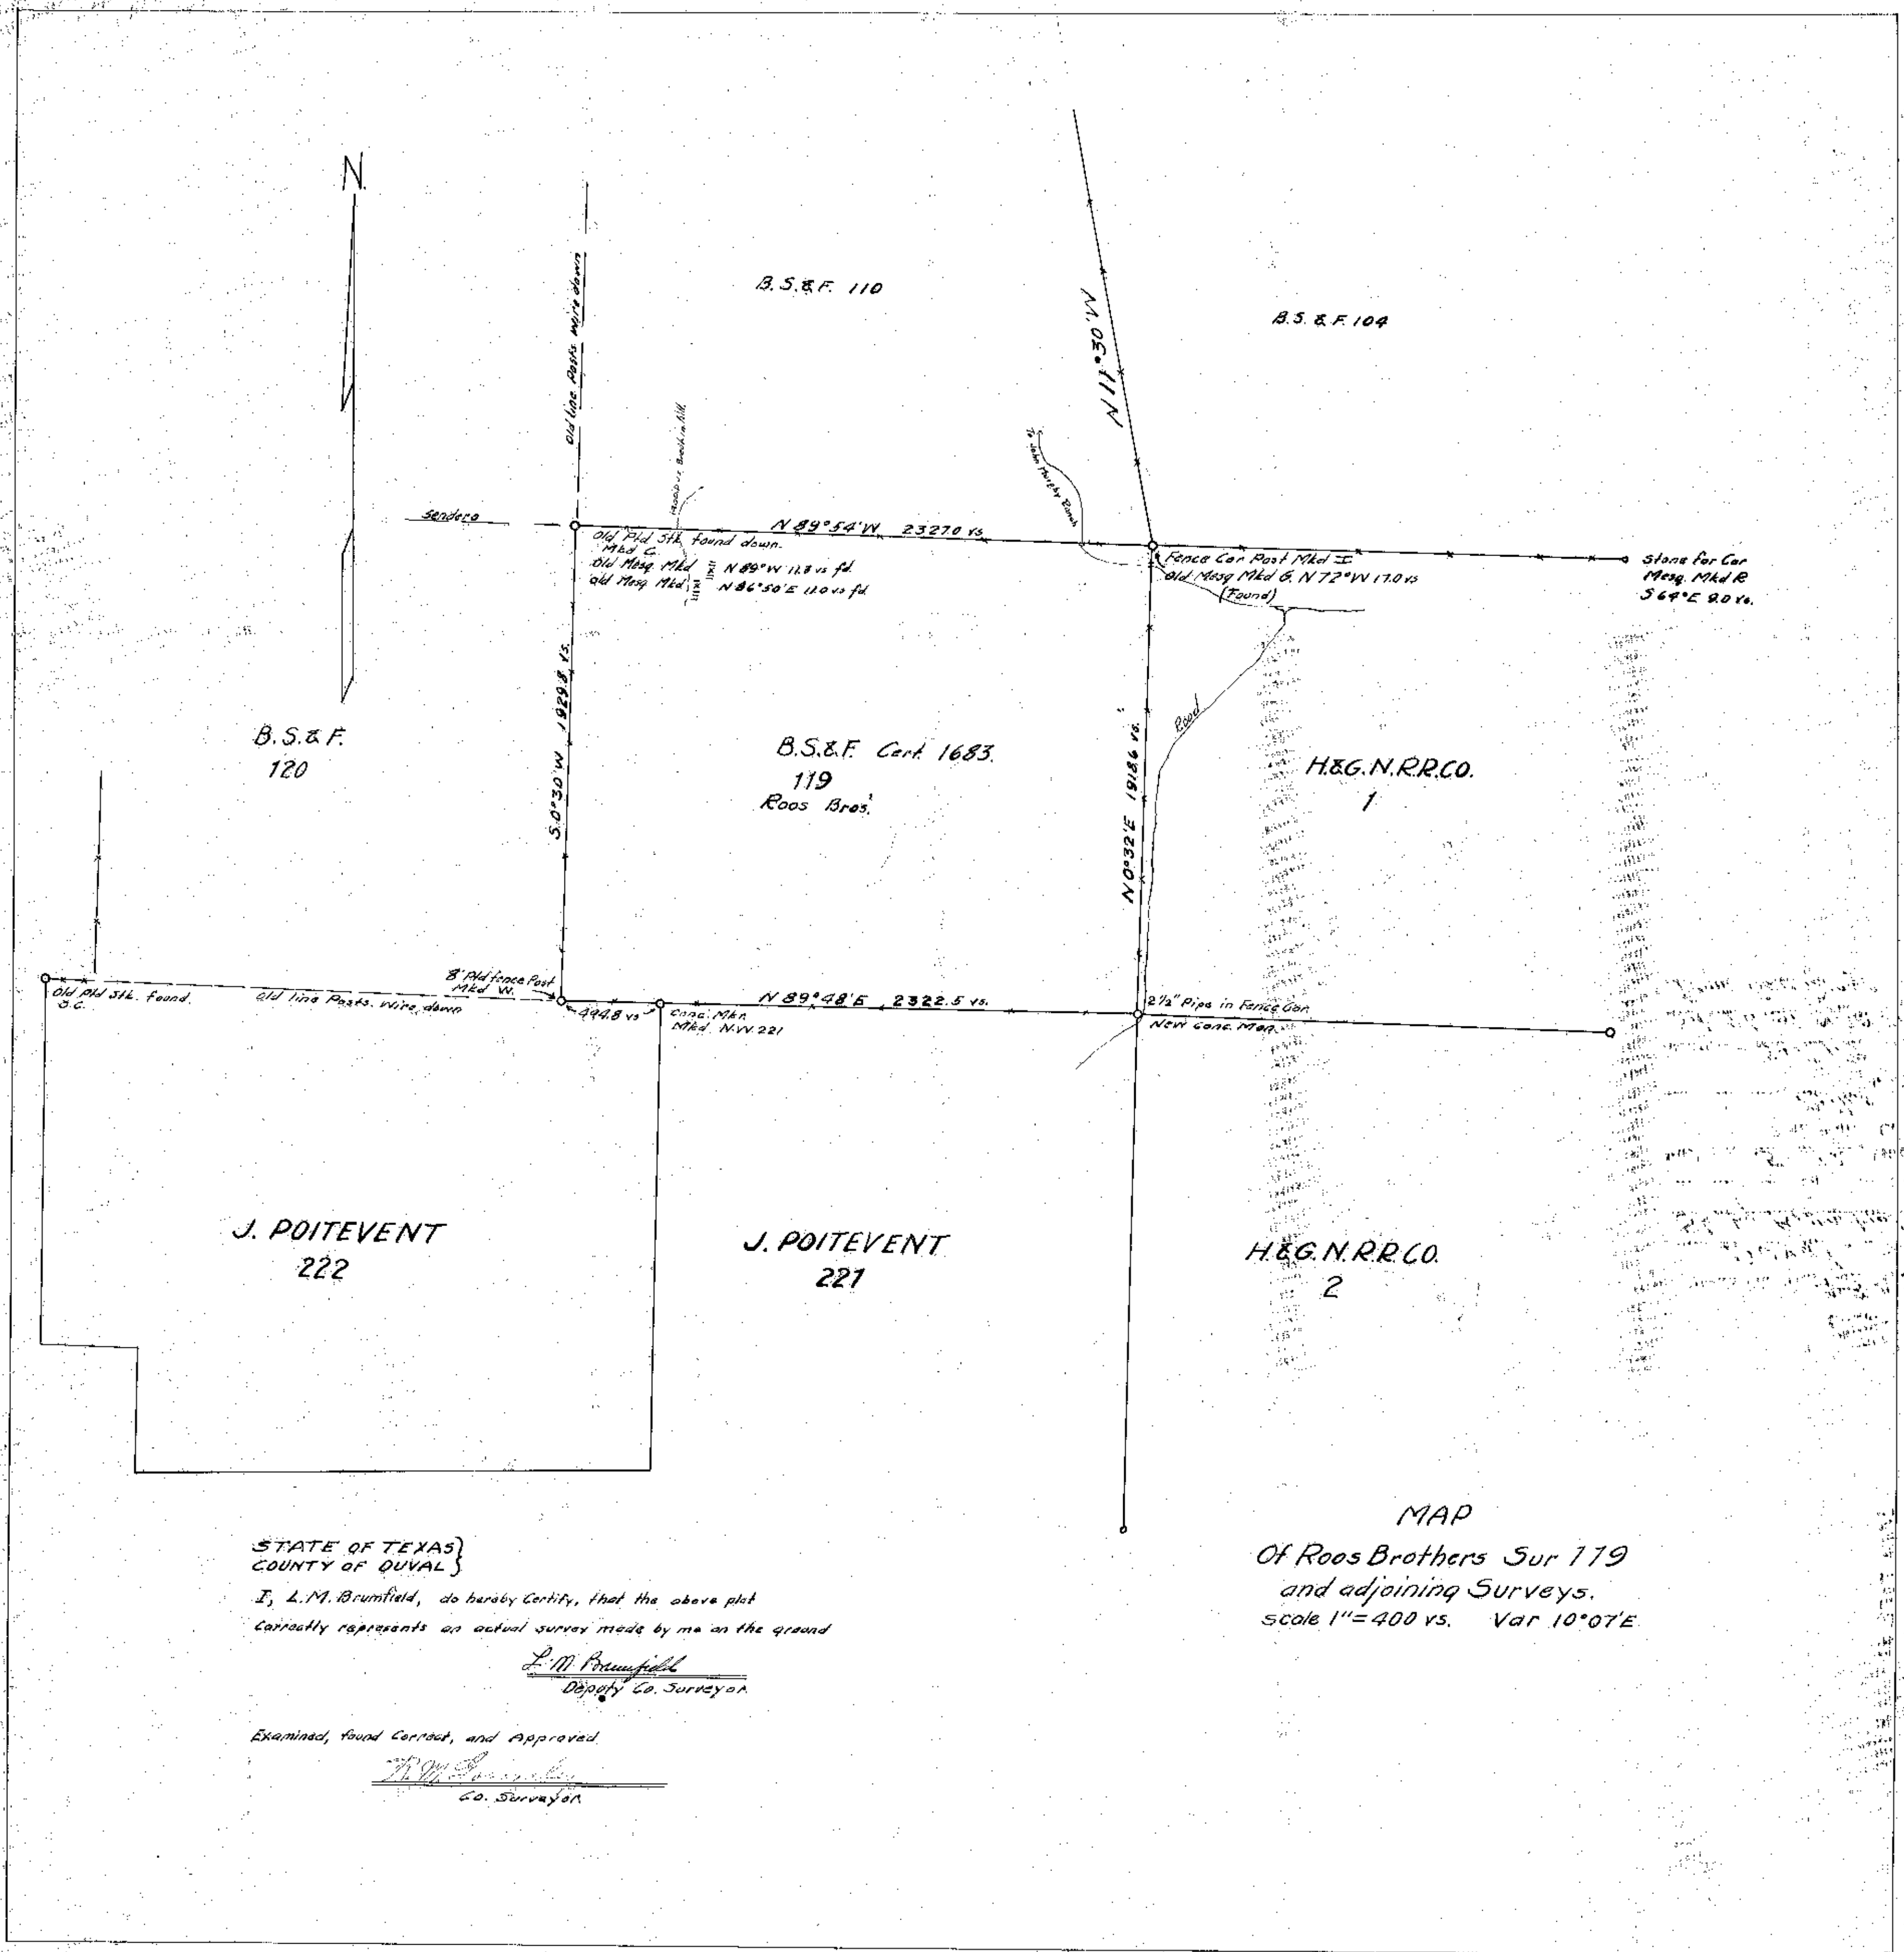 N.
B.S.&F. 110
B.S.&F. 104
Old line Posts wire down
N. 11°30' N
To John Murphy Ranch
Sendero
N 89°54'W 2327.0 vs.
Old Pld Stk found down.
Mkd C.
Old Mesq. Mkd N 89°W 11.8 vs fd.
Old Mesq. Mkd N 86°50'E 11.0 vs fd.
Fence Cor Post Mkd I
Old Mesq Mkd G. N 72°W 17.0 vs
(Found)
Stone for Cor
Mesq. Mkd R
S 64°E 9.0 vs.
S.0°30'W 1929.8 vs.
N 0°32'E 1918.6 vs.
Road
B.S.&F.
120
B.S.&F. Cert. 1683.
119
Roos Bros.
H.&G.N.R.R.CO.
1
Old Pld Stk. found.
S.C.
Old line Posts. Wire down
8" Pld fence Post
Mkd W.
494.8 vs
Conc. Mkr.
Mkd. N.W. 221
N 89°48'E 2322.5 vs.
2½" Pipe in Fence Cor.
New Conc. Mon.
J. POITEVENT
222
J. POITEVENT
221
H.&G.N.R.R.CO.
2
STATE OF TEXAS}
COUNTY OF DUVAL}
I, L.M. Brumfield, do hereby Certify, that the above plat
Correctly represents an actual survey made by me on the ground
L.M. Brumfield
Deputy Co. Surveyor.
Examined, found Correct, and Approved.
Co. Surveyor.
MAP
Of Roos Brothers Sur 119
and adjoining Surveys.
Scale 1"=400 vs. Var 10°07'E.